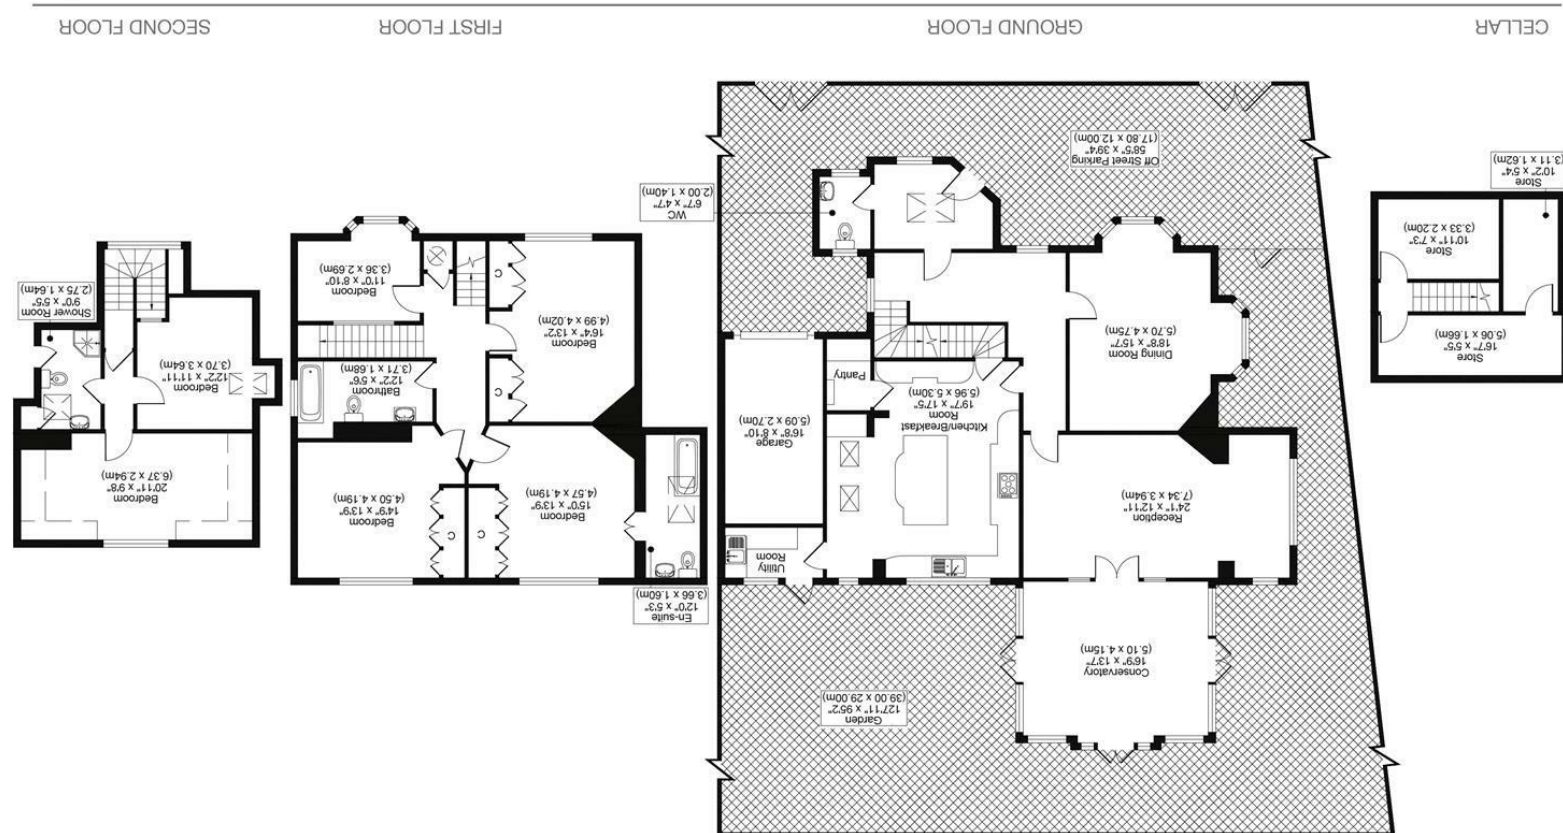 Store
16'7" x 5'5"
(5.06 x 1.66m)
Store
10'11" x 7'3"
(3.33 x 2.20m)
Store
10'2" x 5'4"
(3.11 x 1.62m)
CELLAR
Garden
127'11" x 95'2"
(39.00 x 29.00m)
Conservatory
16'9" x 13'7"
(5.10 x 4.15m)
Utility
Room
Reception
24'1" x 12'11"
(7.34 x 3.94m)
Kitchen/Breakfast
Room
19'7" x 17'5"
(5.96 x 5.30m)
Garage
16'8" x 8'10"
(5.09 x 2.70m)
Pantry
Dining Room
18'8" x 15'7"
(5.70 x 4.75m)
WC
6'7" x 4'7"
(2.00 x 1.40m)
Off Street Parking
58'5" x 39'4"
(17.80 x 12.00m)
GROUND FLOOR
En-suite
12'0" x 5'3"
(3.66 x 1.60m)
Bedroom
15'0" x 13'9"
(4.57 x 4.19m)
C
C
Bedroom
14'9" x 13'9"
(4.50 x 4.19m)
C
Bathroom
12'2" x 5'6"
(3.71 x 1.68m)
Bedroom
16'4" x 13'2"
(4.99 x 4.02m)
C
Bedroom
11'0" x 8'10"
(3.36 x 2.69m)
FIRST FLOOR
Bedroom
20'11" x 9'8"
(6.37 x 2.94m)
Bedroom
12'2" x 11'11"
(3.70 x 3.64m)
Shower Room
9'0" x 5'5"
(2.75 x 1.64m)
SECOND FLOOR